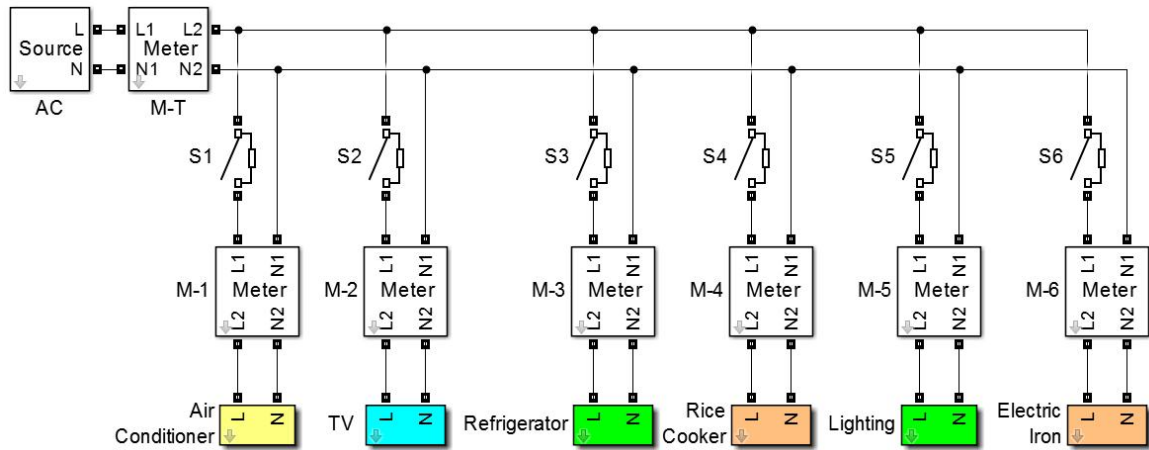 L
L1
L2
Source
Meter
N
N1
N2
AC
M-T
S1
S2
S3
S4
S5
S6
L1
N1
L1
N1
L1
N1
L1
N1
L1
N1
L1
N1
M-1
Meter
M-2
Meter
M-3
Meter
M-4
Meter
M-5
Meter
M-6
Meter
L2
N2
L2
N2
L2
N2
L2
N2
L2
N2
L2
N2
Air
Conditioner
L
N
TV
L
N
Refrigerator
L
N
Rice
Cooker
L
N
Lighting
L
N
Electric
Iron
L
N